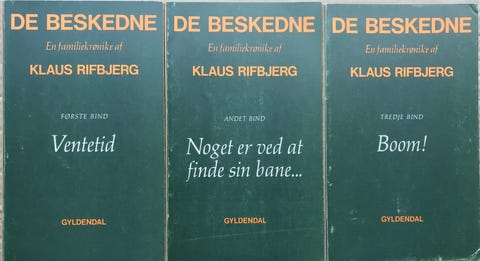 DE BESKEDNE
En familiekrønike af
KLAUS RIFBJERG
FØRSTE BIND
Ventetid
GYLDENDAL
DE BESKEDNE
En familiekrønike af
KLAUS RIFBJERG
ANDET BIND
Noget er ved at
finde sin bane...
GYLDENDAL
DE BESKEDNE
En familiekrønike af
KLAUS RIFBJERG
TREDJE BIND
Boom!
GYLDENDAL